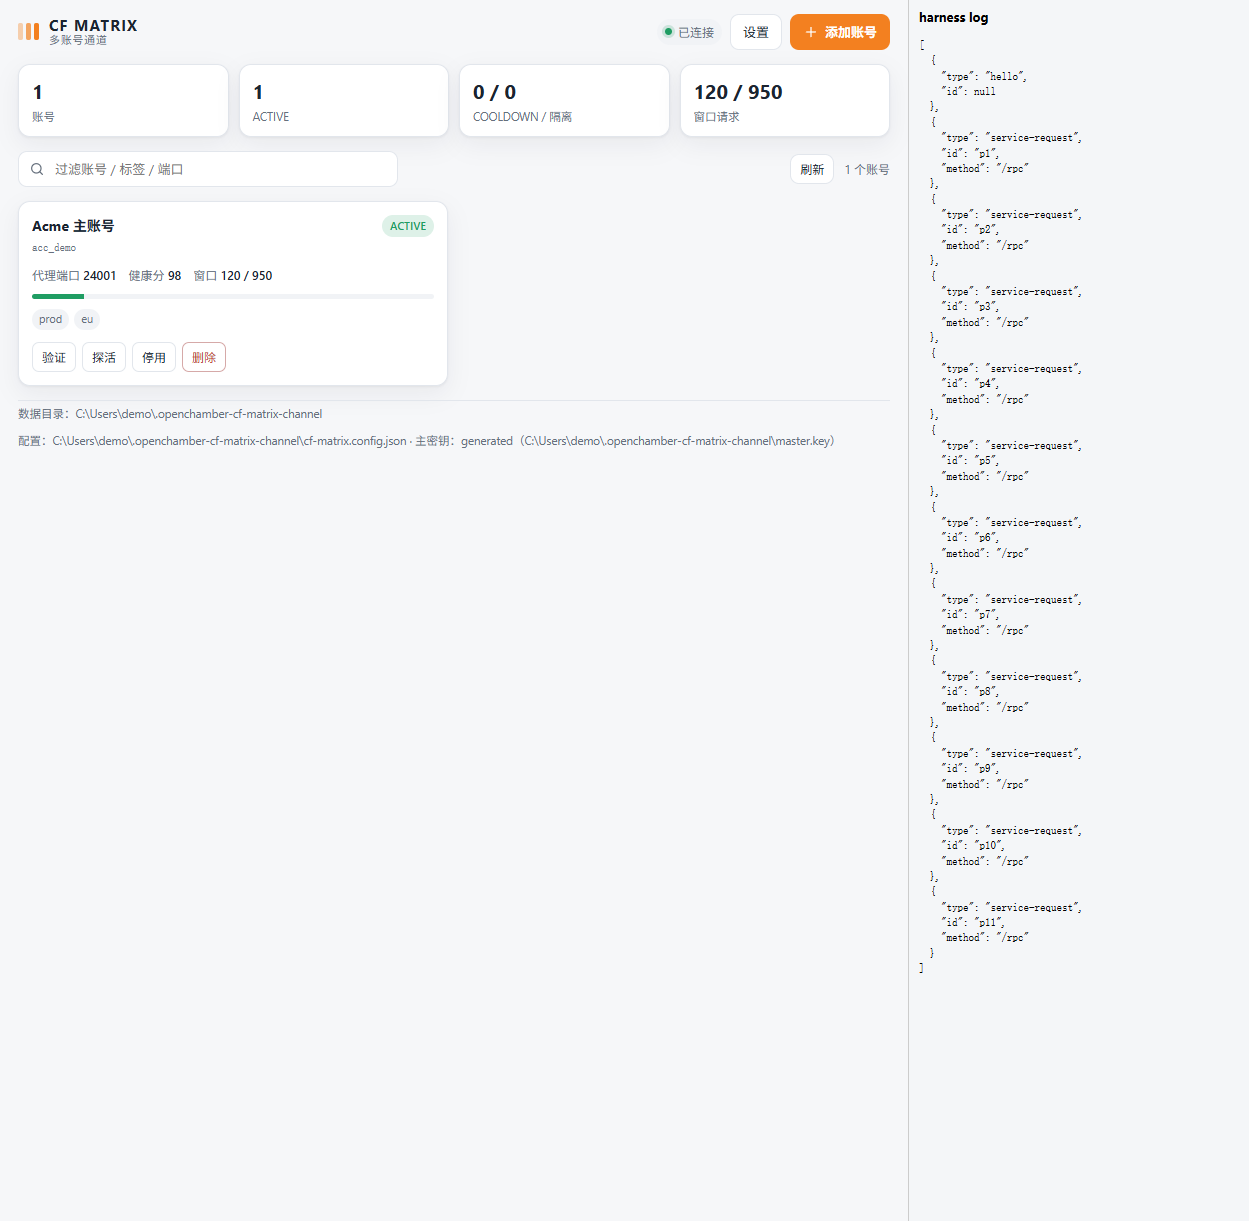 CF MATRIX
多账号通道
已连接
设置
添加账号
1
账号
1
ACTIVE
0 / 0
COOLDOWN / 隔离
120 / 950
窗口请求
过滤账号 / 标签 / 端口
刷新
1 个账号
Acme 主账号
ACTIVE
acc_demo
代理端口 24001 健康分 98 窗口 120 / 950
prod
eu
验证
探活
停用
删除
数据目录：C:\Users\demo\.openchamber-cf-matrix-channel
配置：C:\Users\demo\.openchamber-cf-matrix-channel\cf-matrix.config.json · 主密钥：generated（C:\Users\demo\.openchamber-cf-matrix-channel\master.key）
harness log
[
{
"type": "hello",
"id": null
},
{
"type": "service-request",
"id": "p1",
"method": "/rpc"
},
{
"type": "service-request",
"id": "p2",
"method": "/rpc"
},
{
"type": "service-request",
"id": "p3",
"method": "/rpc"
},
{
"type": "service-request",
"id": "p4",
"method": "/rpc"
},
{
"type": "service-request",
"id": "p5",
"method": "/rpc"
},
{
"type": "service-request",
"id": "p6",
"method": "/rpc"
},
{
"type": "service-request",
"id": "p7",
"method": "/rpc"
},
{
"type": "service-request",
"id": "p8",
"method": "/rpc"
},
{
"type": "service-request",
"id": "p9",
"method": "/rpc"
},
{
"type": "service-request",
"id": "p10",
"method": "/rpc"
},
{
"type": "service-request",
"id": "p11",
"method": "/rpc"
}
]